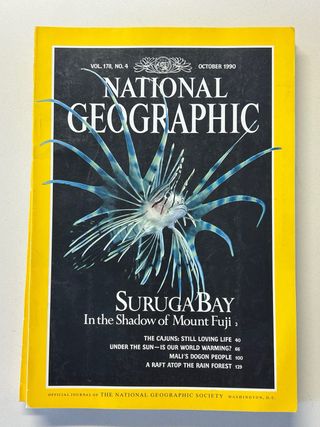 VOL. 178, NO. 4 OCTOBER 1990
NATIONAL
GEOGRAPHIC
SURUGA BAY
In the Shadow of Mount Fuji 2
THE CAJUNS: STILL LOVING LIFE 40
UNDER THE SUN—IS OUR WORLD WARMING? 66
MALI'S DOGON PEOPLE 100
A RAFT ATOP THE RAIN FOREST 129
OFFICIAL JOURNAL OF THE NATIONAL GEOGRAPHIC SOCIETY WASHINGTON, D.C.